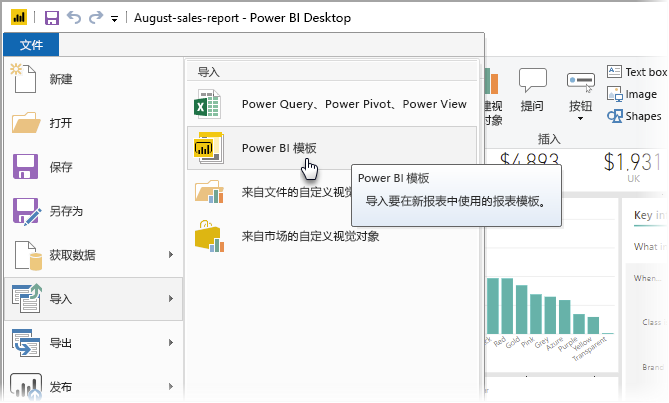 August-sales-report - Power BI Desktop
文件
新建
打开
保存
另存为
获取数据
导入
导出
发布
导入
Power Query、Power Pivot、Power View
Power BI 模板
来自文件的自定义视觉
来自市场的自定义视觉对象
Power BI 模板
导入要在新报表中使用的报表模板。
建视
对象
提问
按钮
Text box
Image
Shapes
插入
$4,893
$1,931
UK
Red
Gold
Pink
Grey
Azure
Purple
Yellow
Transparent
Key in
What in
When...
Class
Brand